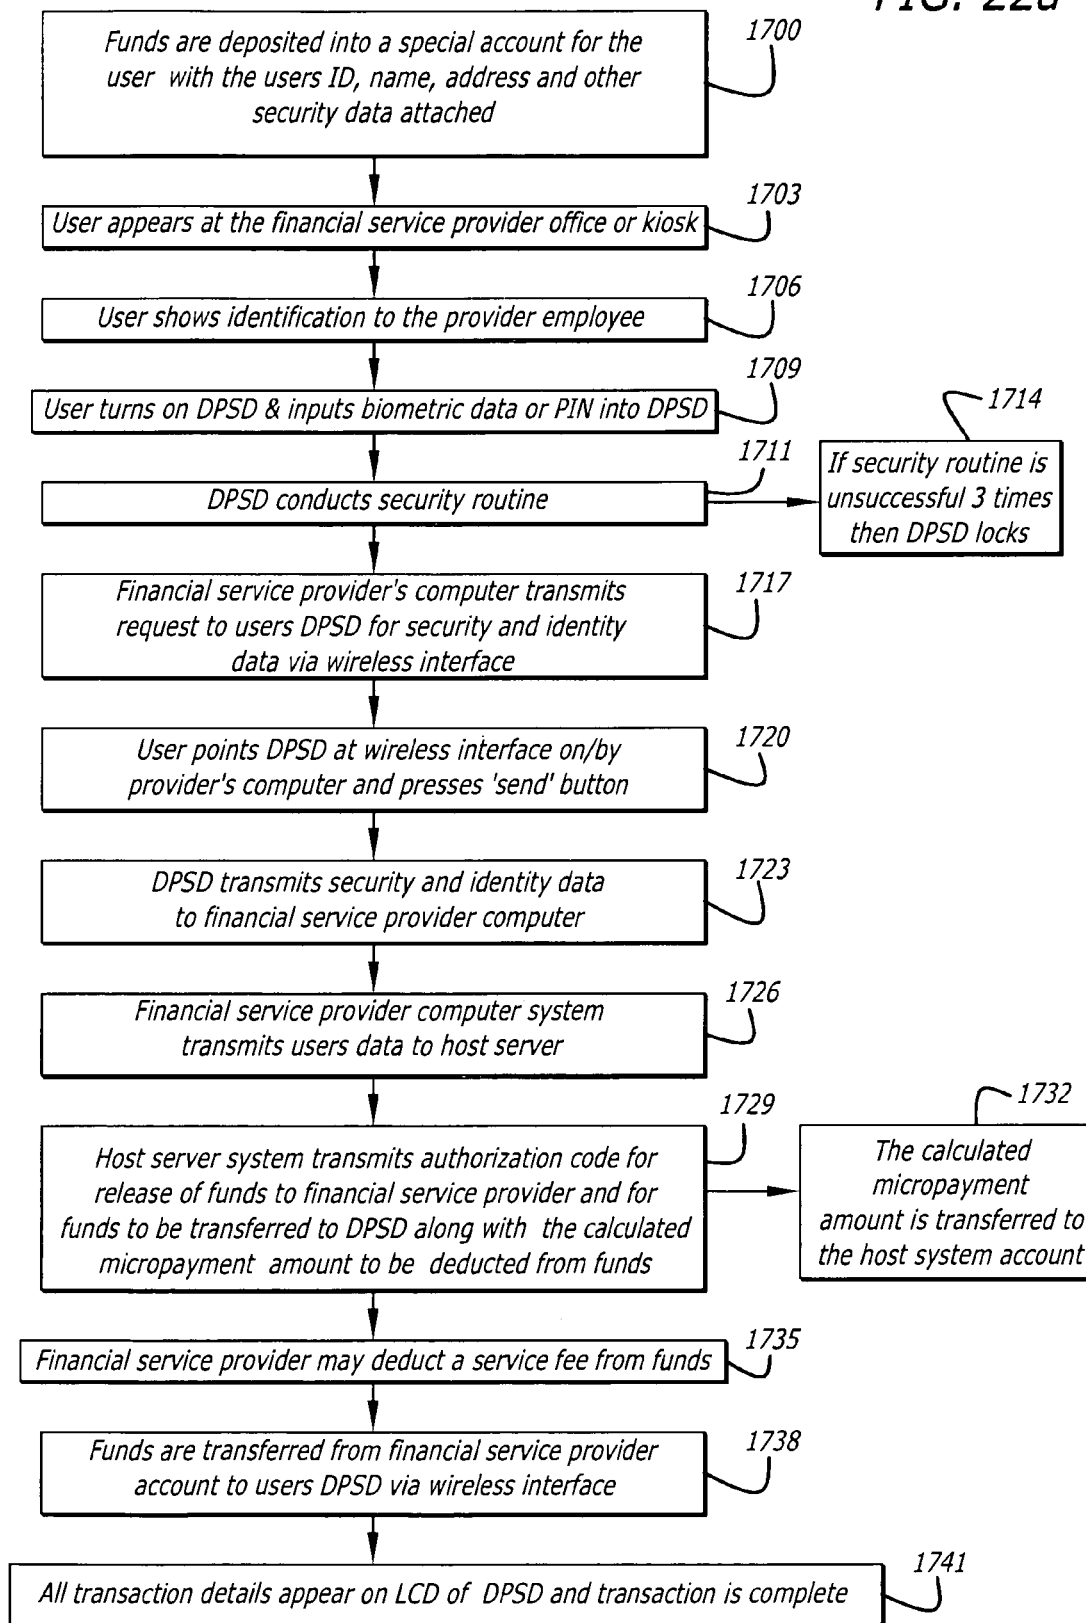 FIG. 22a
Funds are deposited into a special account for the
user with the users ID, name, address and other
security data attached
1700
User appears at the financial service provider office or kiosk
1703
User shows identification to the provider employee
1706
User turns on DPSD & inputs biometric data or PIN into DPSD
1709
DPSD conducts security routine
1711
If security routine is
unsuccessful 3 times
then DPSD locks
1714
Financial service provider's computer transmits
request to users DPSD for security and identity
data via wireless interface
1717
User points DPSD at wireless interface on/by
provider's computer and presses 'send' button
1720
DPSD transmits security and identity data
to financial service provider computer
1723
Financial service provider computer system
transmits users data to host server
1726
Host server system transmits authorization code for
release of funds to financial service provider and for
funds to be transferred to DPSD along with the calculated
micropayment amount to be deducted from funds
1729
The calculated
micropayment
amount is transferred to
the host system account
1732
Financial service provider may deduct a service fee from funds
1735
Funds are transferred from financial service provider
account to users DPSD via wireless interface
1738
All transaction details appear on LCD of DPSD and transaction is complete
1741